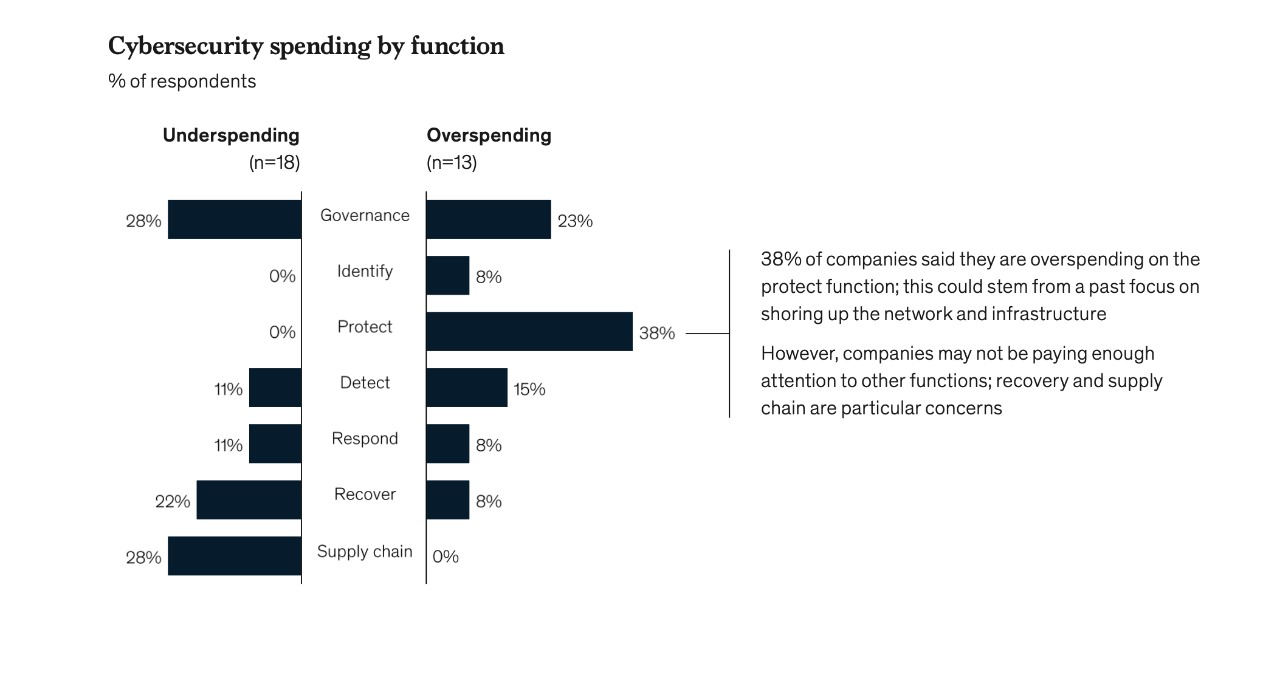 Cybersecurity spending by function
% of respondents
Underspending
(n=18)
Overspending
(n=13)
28%
Governance
23%
0%
Identify
8%
0%
Protect
38%
11%
Detect
15%
11%
Respond
8%
22%
Recover
8%
28%
Supply chain
0%
38% of companies said they are overspending on the
protect function; this could stem from a past focus on
shoring up the network and infrastructure
However, companies may not be paying enough
attention to other functions; recovery and supply
chain are particular concerns